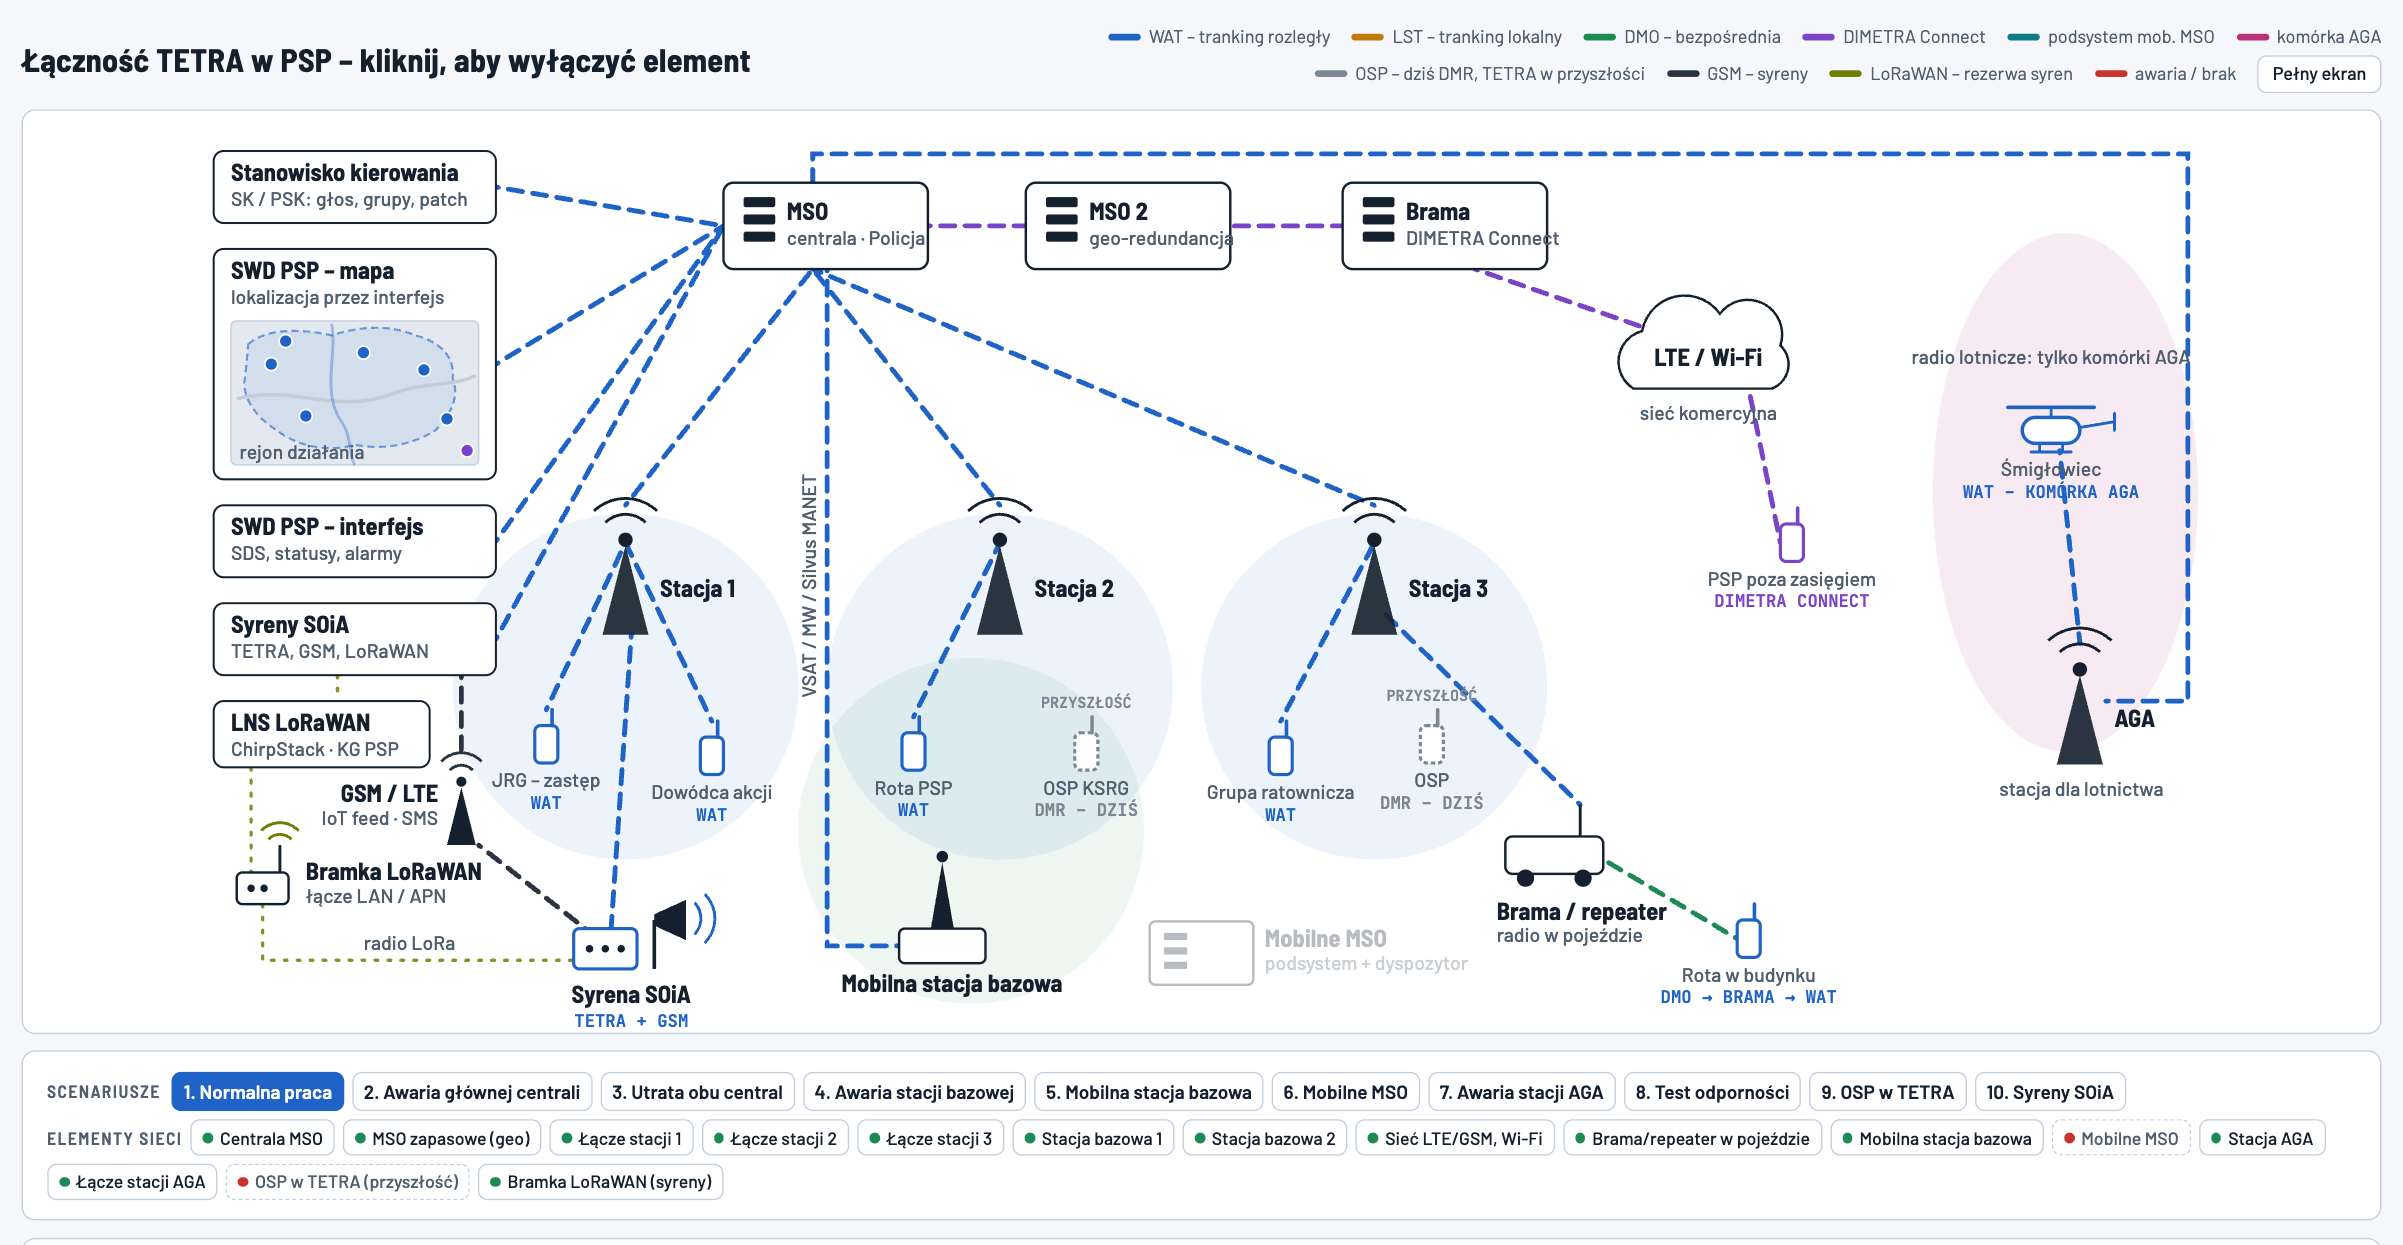 Łączność TETRA w PSP – kliknij, aby wyłączyć element
WAT – tranking rozległy
LST – tranking lokalny
DMO – bezpośrednia
DIMETRA Connect
podsystem mob. MSO
komórka AGA
OSP – dziś DMR, TETRA w przyszłości
GSM – syreny
LoRaWAN – rezerwa syren
awaria / brak
Pełny ekran
Stanowisko kierowania
SK / PSK: głos, grupy, patch
SWD PSP – mapa
lokalizacja przez interfejs
rejon działania
SWD PSP – interfejs
SDS, statusy, alarmy
Syreny SOiA
TETRA, GSM, LoRaWAN
LNS LoRaWAN
ChirpStack · KG PSP
GSM / LTE
IoT feed · SMS
Bramka LoRaWAN
łącze LAN / APN
radio LoRa
Syrena SOiA
TETRA + GSM
MSO
centrala · Policja
MSO 2
geo-redundancja
Brama
DIMETRA Connect
LTE / Wi-Fi
sieć komercyjna
PSP poza zasięgiem
DIMETRA CONNECT
radio lotnicze: tylko komórki AGA
Śmigłowiec
WAT – KOMÓRKA AGA
AGA
stacja dla lotnictwa
Stacja 1
JRG – zastęp
WAT
Dowódca akcji
WAT
VSAT / MW / Silvus MANET
Stacja 2
Rota PSP
WAT
PRZYSZŁOŚĆ
OSP KSRG
DMR – DZIŚ
Mobilna stacja bazowa
Stacja 3
Grupa ratownicza
WAT
PRZYSZŁOŚĆ
OSP
DMR – DZIŚ
Mobilne MSO
podsystem + dyspozytor
Brama / repeater
radio w pojeździe
Rota w budynku
DMO → BRAMA → WAT
SCENARIUSZE
1. Normalna praca
2. Awaria głównej centrali
3. Utrata obu central
4. Awaria stacji bazowej
5. Mobilna stacja bazowa
6. Mobilne MSO
7. Awaria stacji AGA
8. Test odporności
9. OSP w TETRA
10. Syreny SOiA
ELEMENTY SIECI
Centrala MSO
MSO zapasowe (geo)
Łącze stacji 1
Łącze stacji 2
Łącze stacji 3
Stacja bazowa 1
Stacja bazowa 2
Sieć LTE/GSM, Wi-Fi
Brama/repeater w pojeździe
Mobilna stacja bazowa
Mobilne MSO
Stacja AGA
Łącze stacji AGA
OSP w TETRA (przyszłość)
Bramka LoRaWAN (syreny)